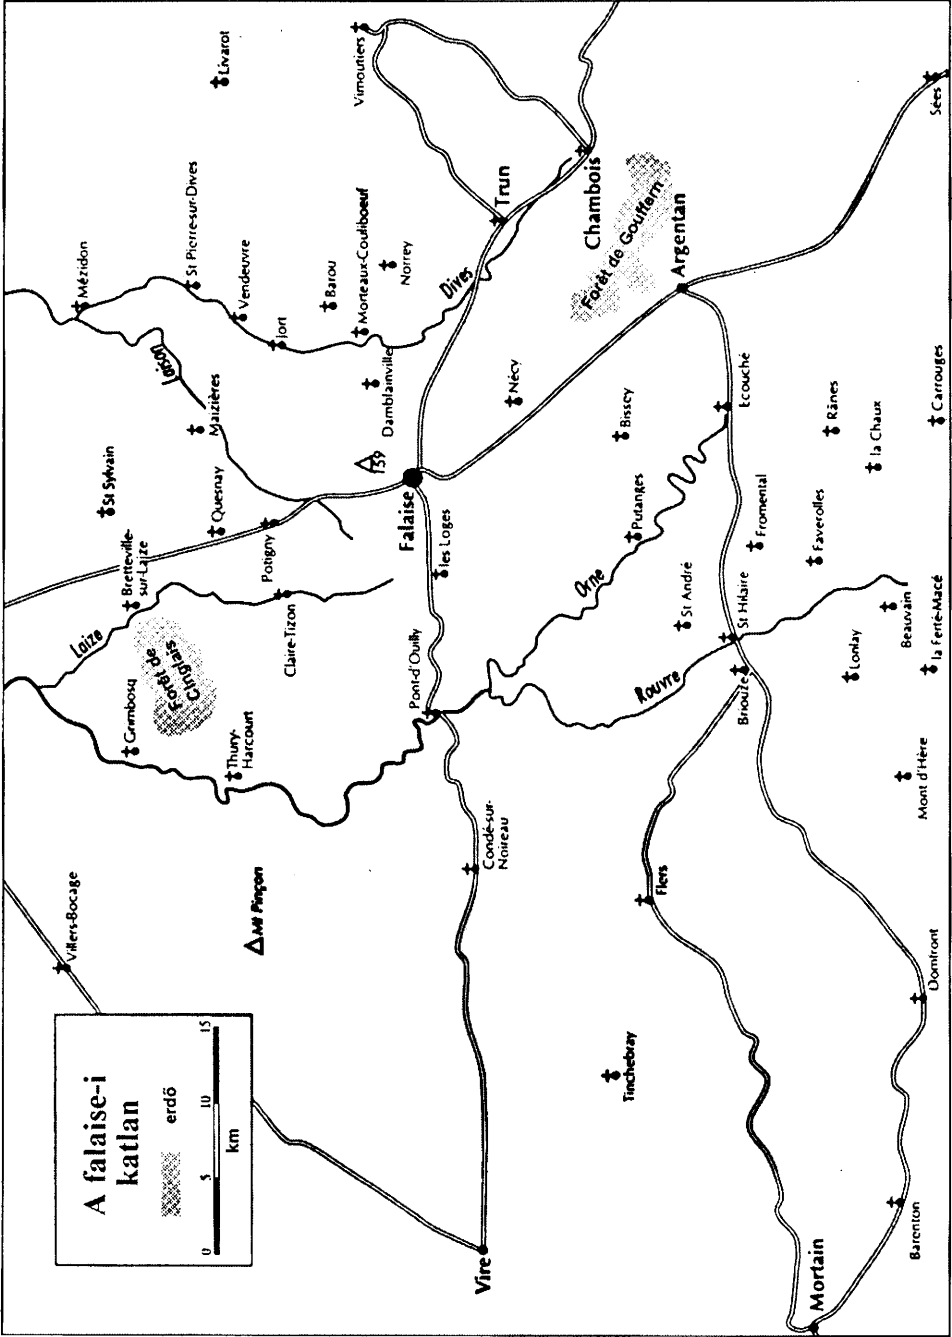 A falaise-i
katlan
erdő
0 5 10 15
km
Villers-Bocage
Mt Pinçon
Vire
Condé-sur-
Noireau
Tinchebray
Flers
Mortain
Barenton
Domfront
Grimbosq
Thury-
Harcourt
Forêt de
Cinglais
Laize
Bretteville-
sur-Laize
Claire-Tizon
St Sylvain
Quesnay
Potigny
Maizières
Laison
Mézidon
St Pierre-sur-Dives
Vendeuvre
Jort
Barou
Morteaux-Couliboeuf
Norrey
Damblainville
159
Falaise
les Loges
Pont-d'Ouilly
Livarot
Vimoutiers
Trun
Dives
Chambois
Forêt de Gouffern
Argentan
Sées
Nécy
Bissey
Putanges
Orne
Ecouché
St André
St Hilaire
Fromental
Rouvre
Briouze
Faverolles
Rânes
la Chaux
Carrouges
Lonlay
Beauvain
la Ferté-Macé
Mont d'Hère